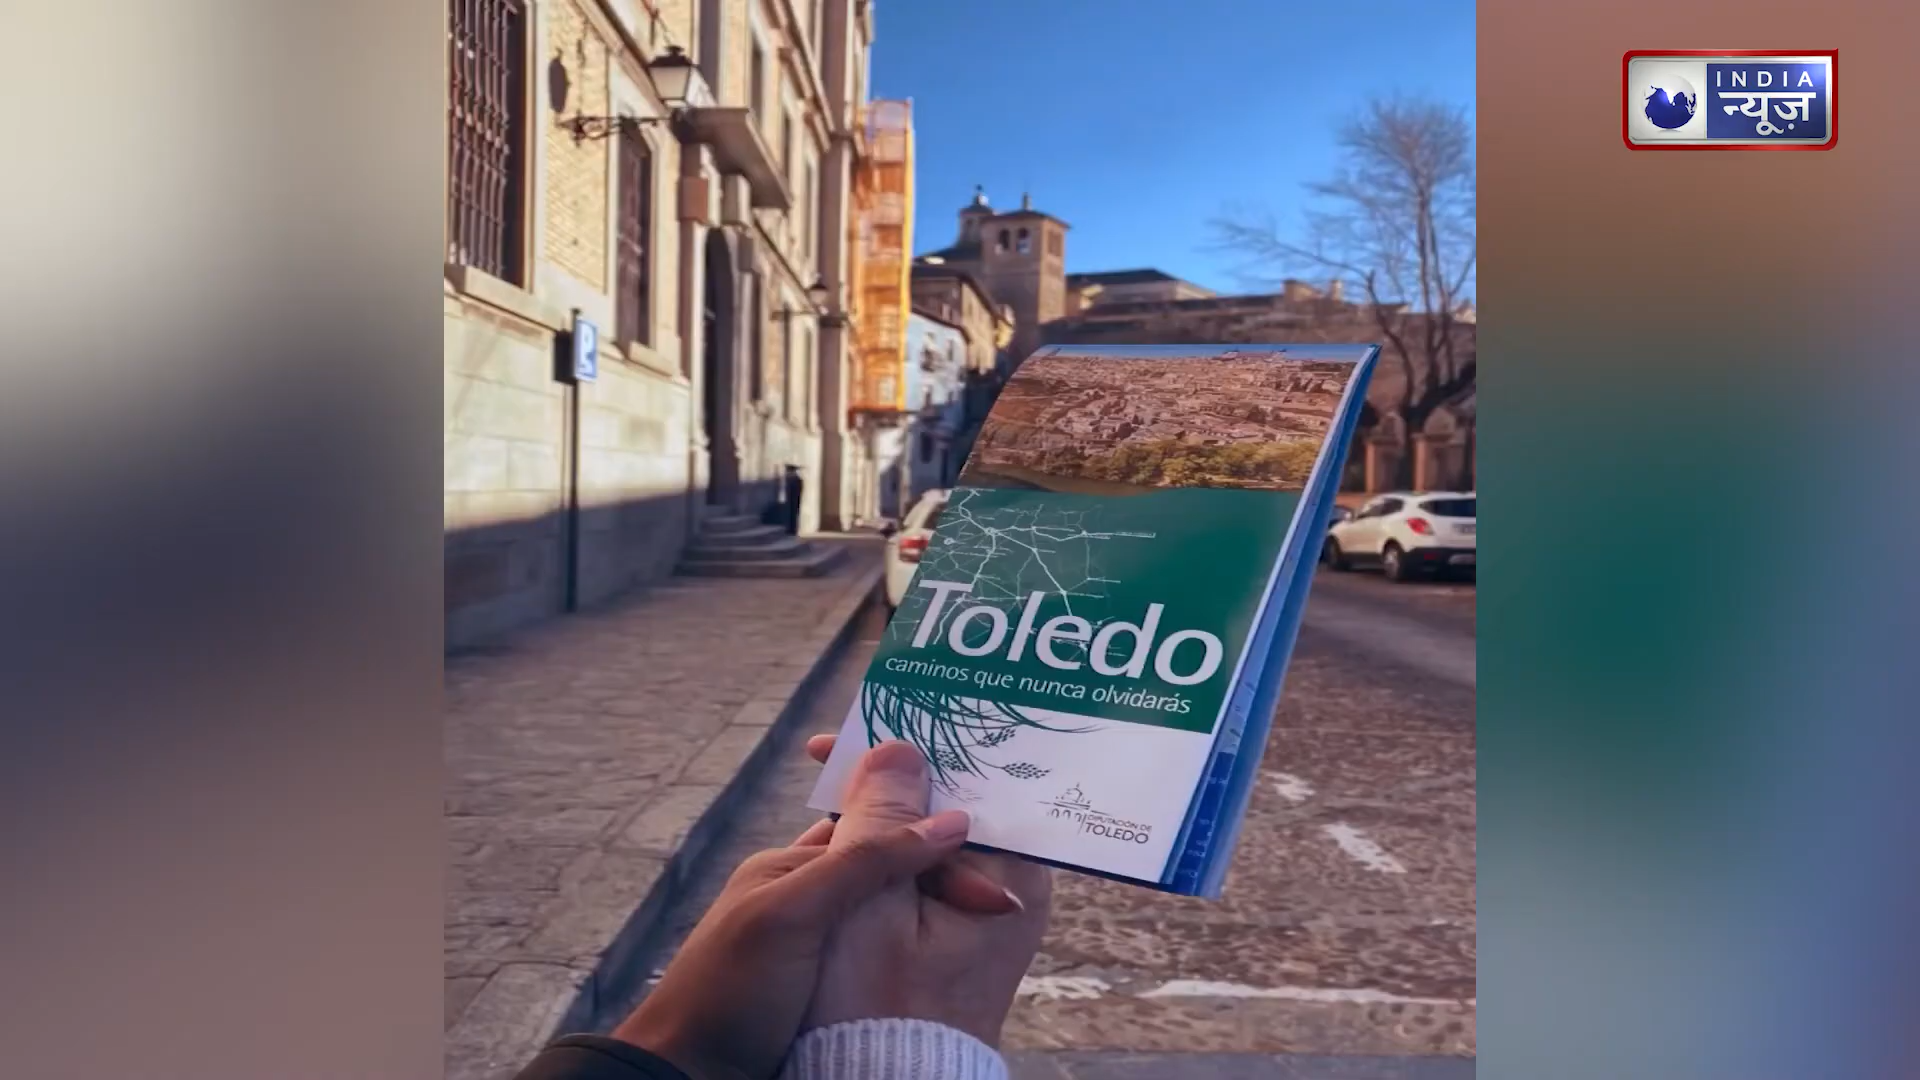 INDIA
न्यूज़
Toledo
caminos que nunca olvidarás
DIPUTACIÓN DE
TOLEDO